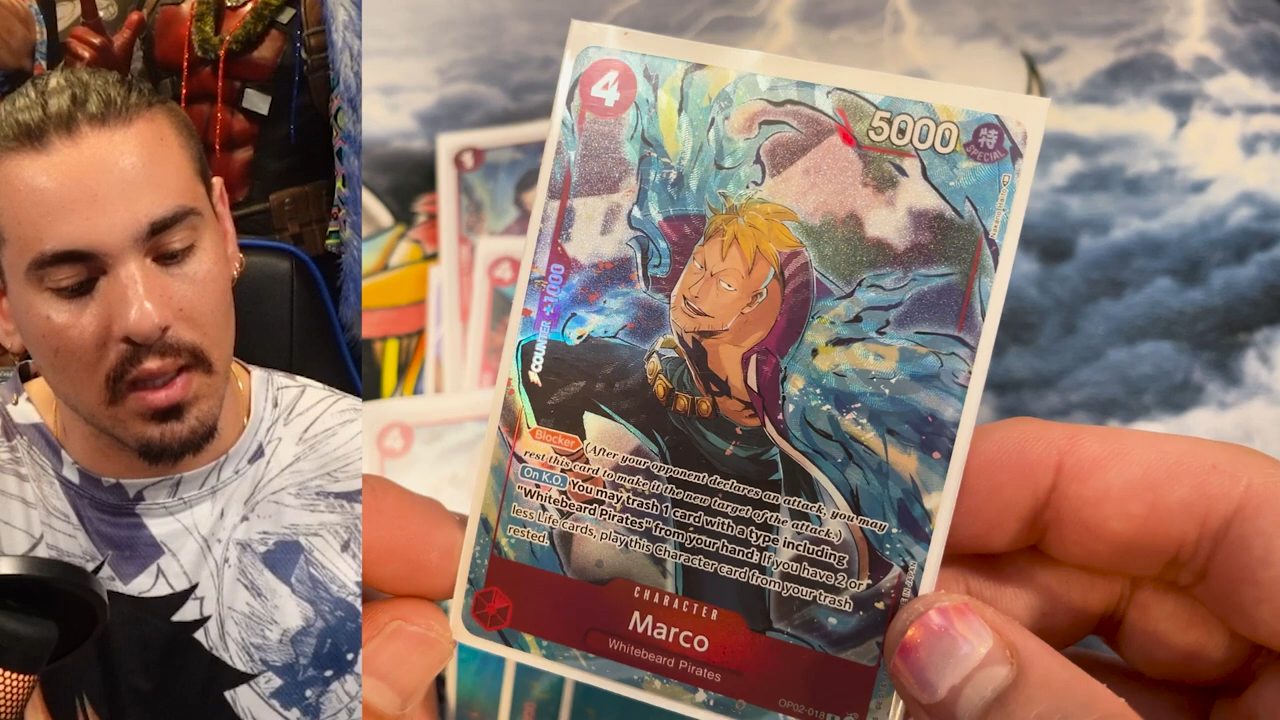 4
5000
特
SPECIAL
COUNTER +1000
Blocker (After your opponent declares an attack, you may
rest this card to make it the new target of the attack.)
On K.O. You may trash 1 card with a type including
"Whitebeard Pirates" from your hand: If you have 2 or
less Life cards, play this Character card from your trash
rested.
CHARACTER
Marco
Whitebeard Pirates
OP02-018
1
4
4